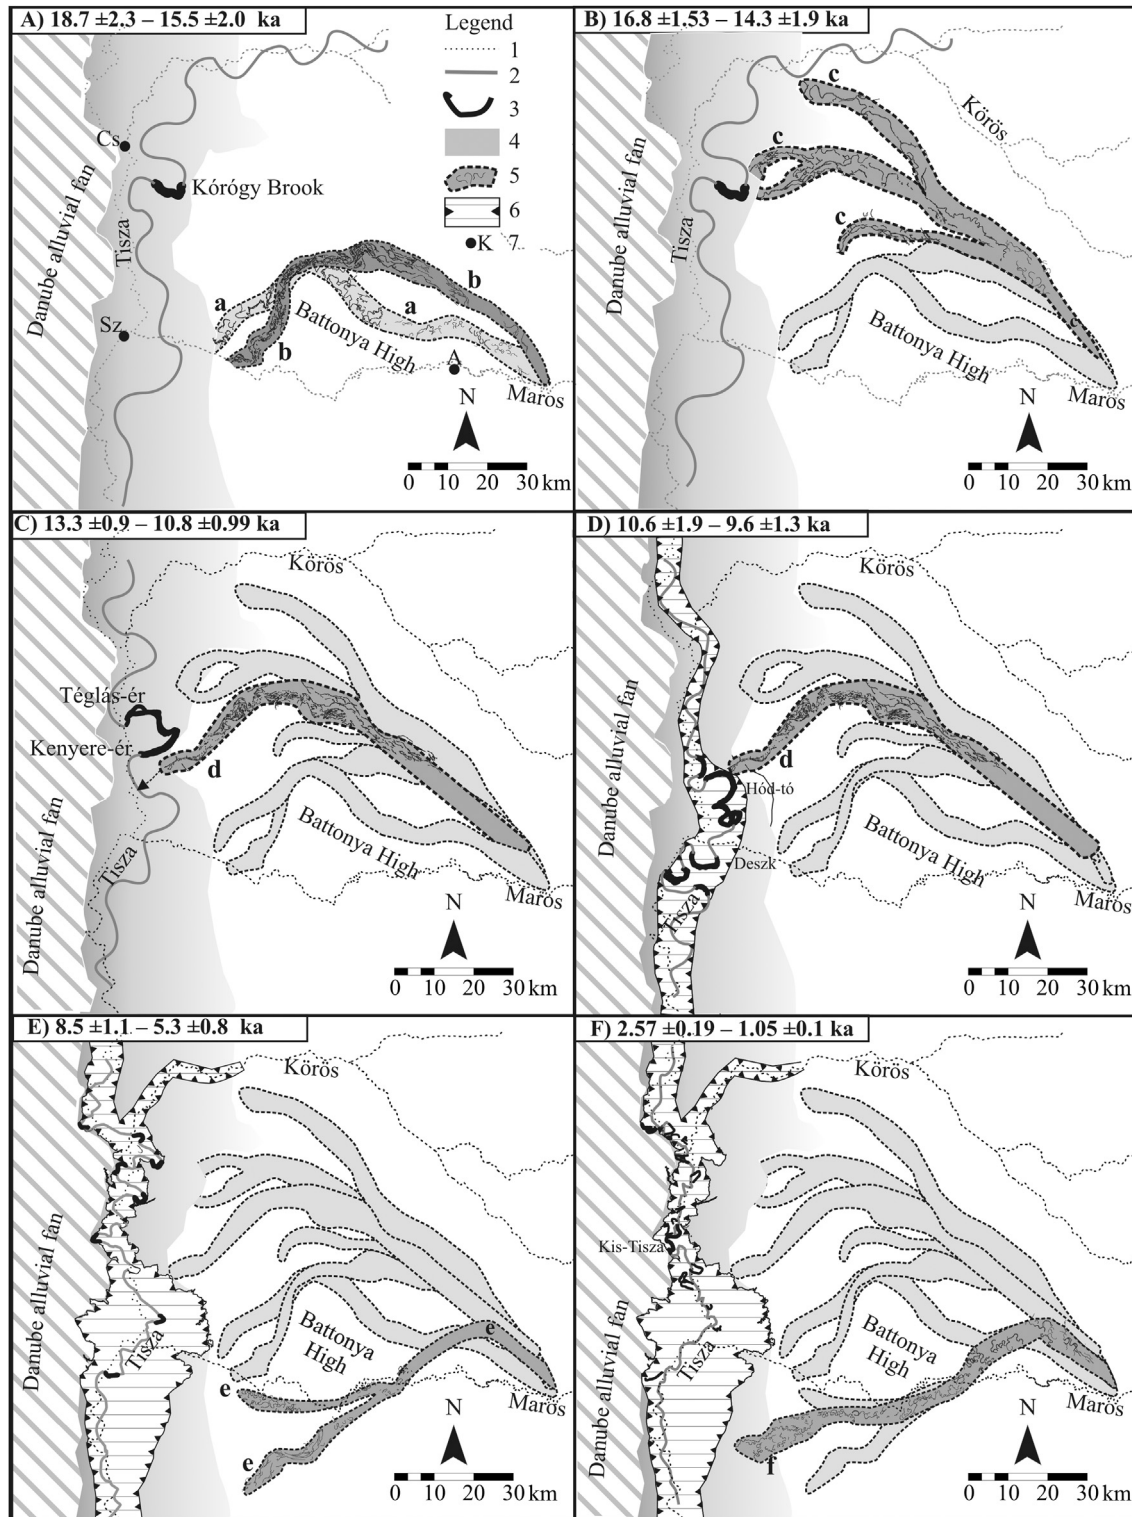 A) 18.7 ±2.3 – 15.5 ±2.0 ka
Legend
1
2
3
4
5
6
K 7
Cs
Kórógy Brook
Danube alluvial fan
Tisza
Sz
a
b
a
b
Battonya High
A
N
Maros
0 10 20 30 km
B) 16.8 ±1.53 – 14.3 ±1.9 ka
c
Körös
c
Danube alluvial fan
Tisza
c
c
Battonya High
N
Maros
0 10 20 30 km
C) 13.3 ±0.9 – 10.8 ±0.99 ka
Körös
Téglás-ér
Kenyere-ér
d
Danube alluvial fan
Tisza
Battonya High
N
Maros
0 10 20 30 km
D) 10.6 ±1.9 – 9.6 ±1.3 ka
Körös
Danube alluvial fan
d
Hód-tó
Deszk
Tisza
Battonya High
N
Maros
0 10 20 30 km
E) 8.5 ±1.1 – 5.3 ±0.8 ka
Körös
Danube alluvial fan
Tisza
Battonya
High
e
e
e
N
Maros
0 10 20 30 km
F) 2.57 ±0.19 – 1.05 ±0.1 ka
Körös
Kis-Tisza
Danube alluvial fan
Tisza
Battonya
High
f
N
Maros
0 10 20 30 km